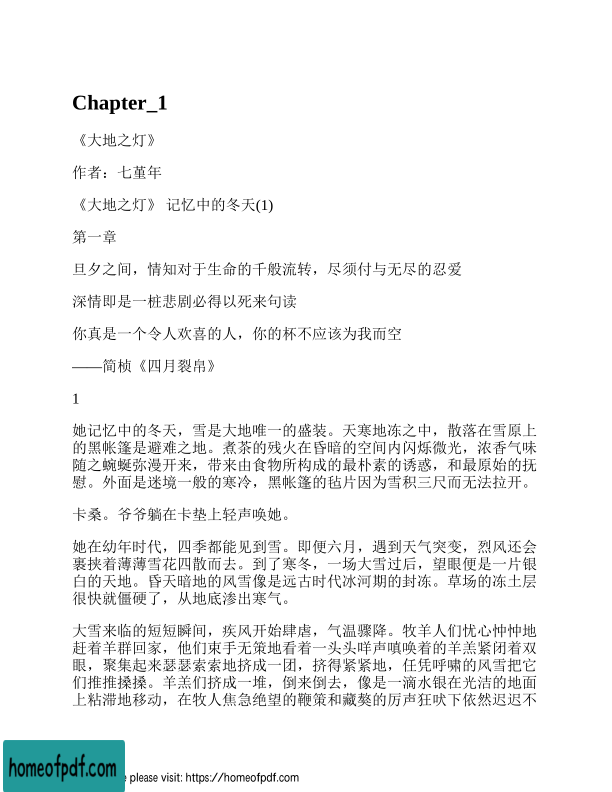 Chapter_1
《大地之灯》
作者：七堇年
《大地之灯》 记忆中的冬天(1)
第一章
旦夕之间，情知对于生命的千般流转，尽须付与无尽的忍爱
深情即是一桩悲剧必得以死来句读
你真是一个令人欢喜的人，你的杯不应该为我而空
——简桢《四月裂帛》
1
她记忆中的冬天，雪是大地唯一的盛装。天寒地冻之中，散落在雪原上
的黑帐篷是避难之地。煮茶的残火在昏暗的空间内闪烁微光，浓香气味
随之蜿蜒弥漫开来，带来由食物所构成的最朴素的诱惑，和最原始的抚
慰。外面是迷境一般的寒冷，黑帐篷的毡片因为雪积三尺而无法拉开。
卡桑。爷爷躺在卡垫上轻声唤她。
她在幼年时代，四季都能见到雪。即便六月，遇到天气突变，烈风还会
裹挟着薄薄雪花四散而去。到了寒冬，一场大雪过后，望眼便是一片银
白的天地。昏天暗地的风雪像是远古时代冰河期的封冻。草场的冻土层
很快就僵硬了，从地底渗出寒气。
大雪来临的短短瞬间，疾风开始肆虐，气温骤降。牧羊人们忧心忡忡地
赶着羊群回家，他们束手无策地看着一头头咩声嗔唤着的羊羔紧闭着双
眼，聚集起来瑟瑟索索地挤成一团，挤得紧紧地，任凭呼啸的风雪把它
们推推搡搡。羊羔们挤成一堆，倒来倒去，像是一滴水银在光洁的地面
上粘滞地移动，在牧人焦急绝望的鞭策和藏獒的厉声狂吠下依然迟迟不
homeofpdf.com
e please visit: https://homeofpdf.com